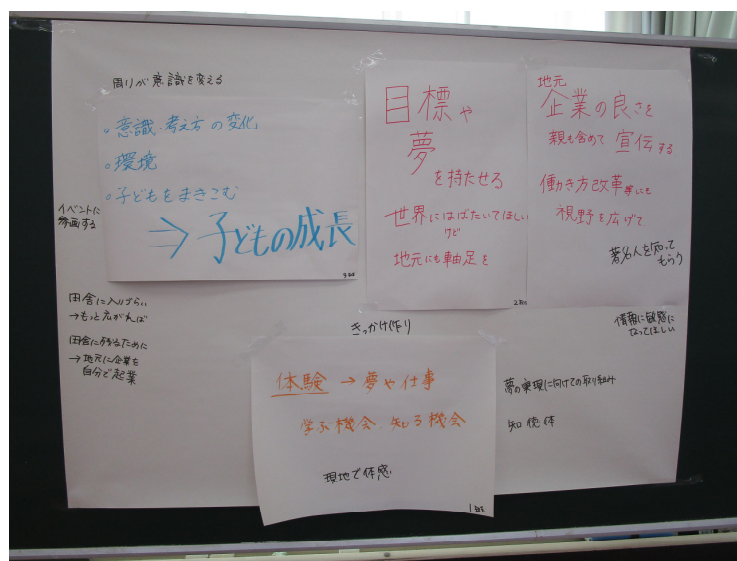 周りが意識を変える
。意識・考え方の変化
。環境
。子どもをまきこむ
⇒子どもの成長
イベントに
参画する
田舎に入りづらい
→もっと広がれば
田舎に残るために
→地元に企業を
自分で起業
目標や
夢
を持たせる
世界にはばたいてほしい
けど
地元にも軸足を
2班
地元
企業の良さを
親も含めて宣伝する
働き方改革等にも
視野を広げて
著名人を知って
もらう
情報に敏感に
なってほしい
きっかけ作り
体験→夢や仕事
学ぶ機会、知る機会
現地で体感
1班
夢の実現に向けての取り組み
知 徳 体